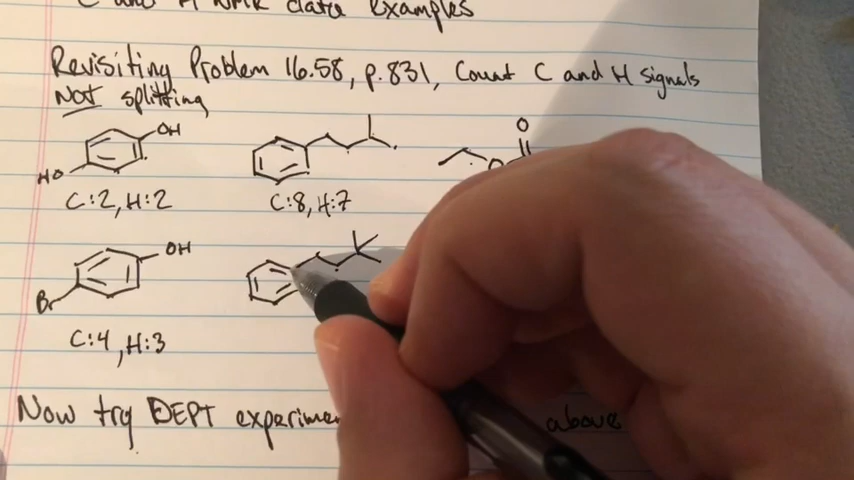 C and H NMR data examples
Revisiting Problem 16.58, p.831, Count C and H signals
NOT splitting
OH
HO
O
O
C:2, H:2
C:8, H:7
OH
Br
C:4, H:3
Now try DEPT above